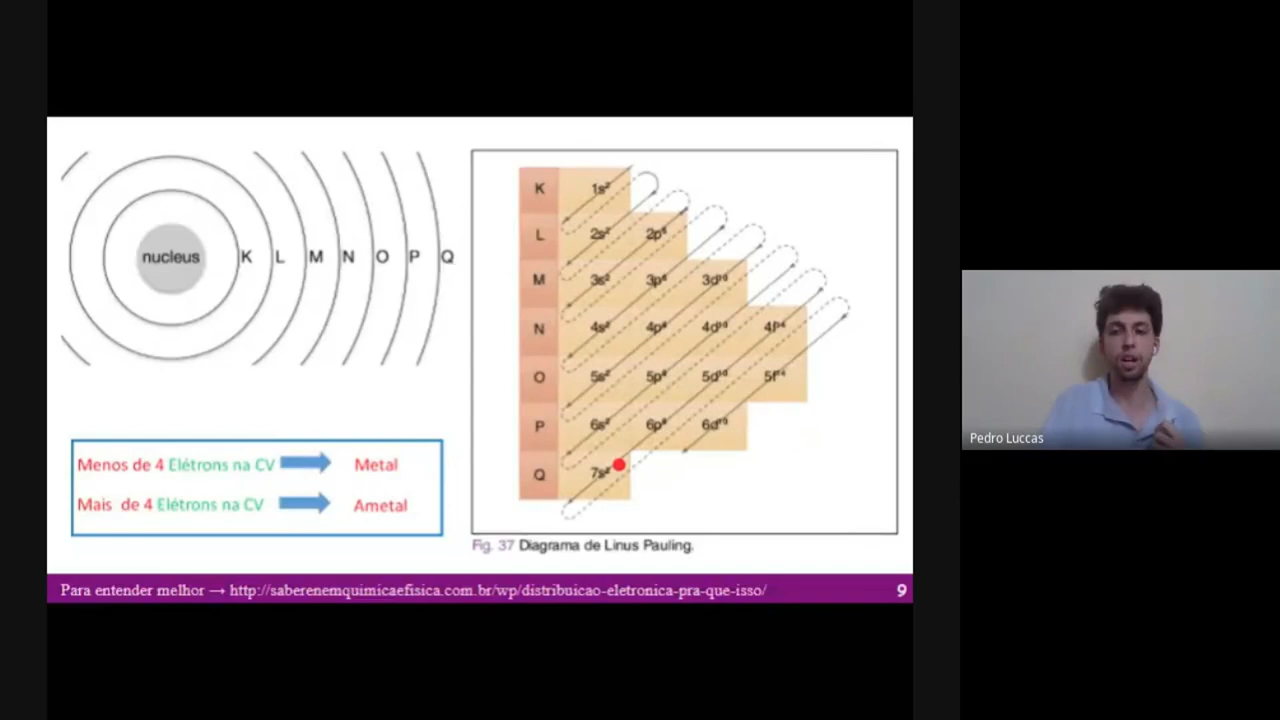 nucleus K L M N O P Q
K 1s²
L 2s² 2p⁶
M 3s² 3p⁶ 3d¹⁰
N 4s² 4p⁶ 4d¹⁰ 4f¹⁴
O 5s² 5p⁶ 5d¹⁰ 5f¹⁴
P 6s² 6p⁶ 6d¹⁰
Q 7s²
Menos de 4 Elétrons na CV Metal
Mais de 4 Elétrons na CV Ametal
Fig. 37 Diagrama de Linus Pauling.
Para entender melhor → http://saberenemquimicaefisica.com.br/wp/distribuicao-eletronica-pra-que-isso/ 9
Pedro Luccas